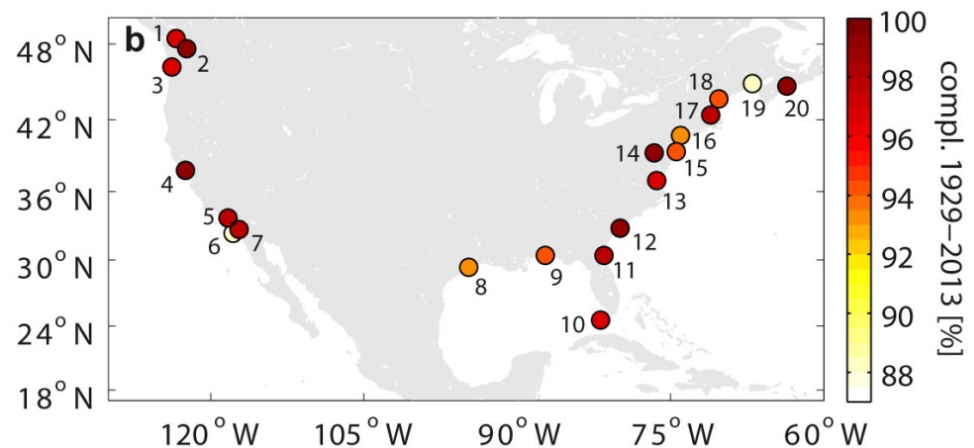 b
48° N
42° N
36° N
30° N
24° N
18° N
120° W
105° W
90° W
75° W
60° W
1
2
3
4
5
6
7
8
9
10
11
12
13
14
15
16
17
18
19
20
100
98
96
94
92
90
88
compl. 1929–2013 [%]